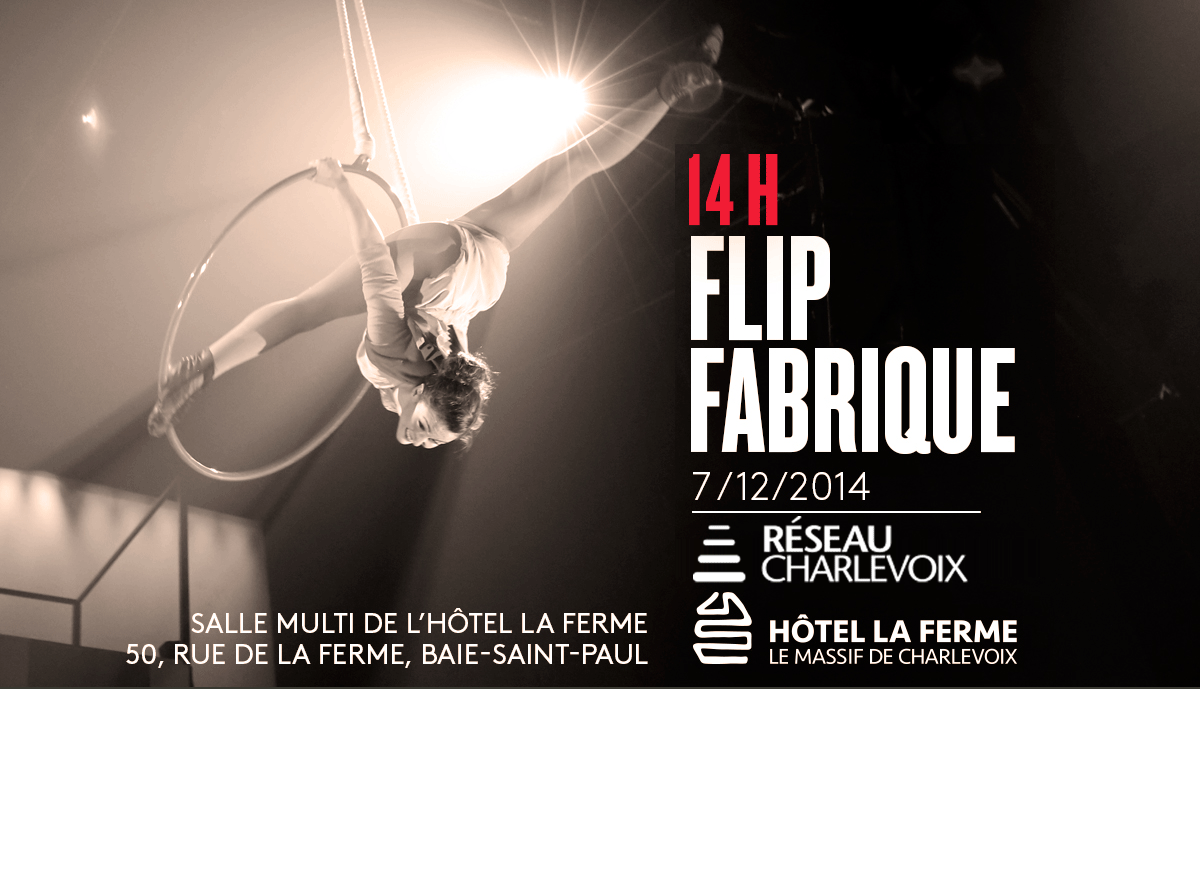 14 H
FLIP
FABRIQUE
7/12/2014
RÉSEAU
CHARLEVOIX
HÔTEL LA FERME
LE MASSIF DE CHARLEVOIX
SALLE MULTI DE L'HÔTEL LA FERME
50, RUE DE LA FERME, BAIE-SAINT-PAUL